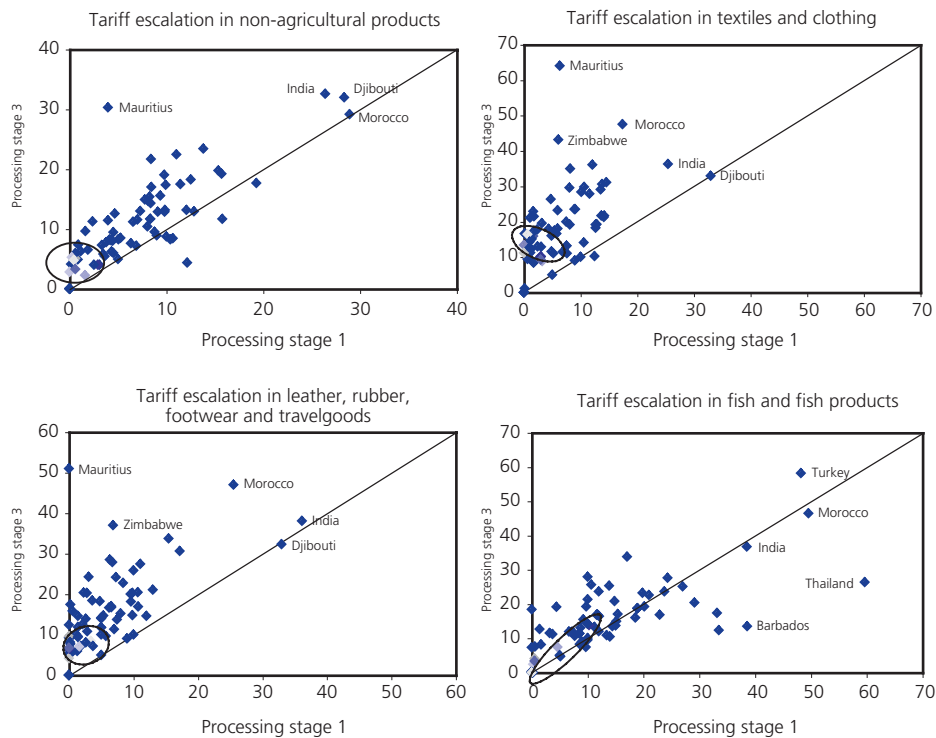 Tariff escalation in non-agricultural products
40
30
20
10
0
0 10 20 30 40
Processing stage 3
Processing stage 1
Mauritius
India
Djibouti
Morocco
Tariff escalation in textiles and clothing
70
60
50
40
30
20
10
0
0 10 20 30 40 50 60 70
Processing stage 3
Processing stage 1
Mauritius
Morocco
Zimbabwe
India
Djibouti
Tariff escalation in leather, rubber,
footwear and travelgoods
60
50
40
30
20
10
0
0 10 20 30 40 50 60
Processing stage 3
Processing stage 1
Mauritius
Morocco
Zimbabwe
India
Djibouti
Tariff escalation in fish and fish products
70
60
50
40
30
20
10
0
0 10 20 30 40 50 60 70
Processing stage 3
Processing stage 1
Turkey
Morocco
India
Thailand
Barbados